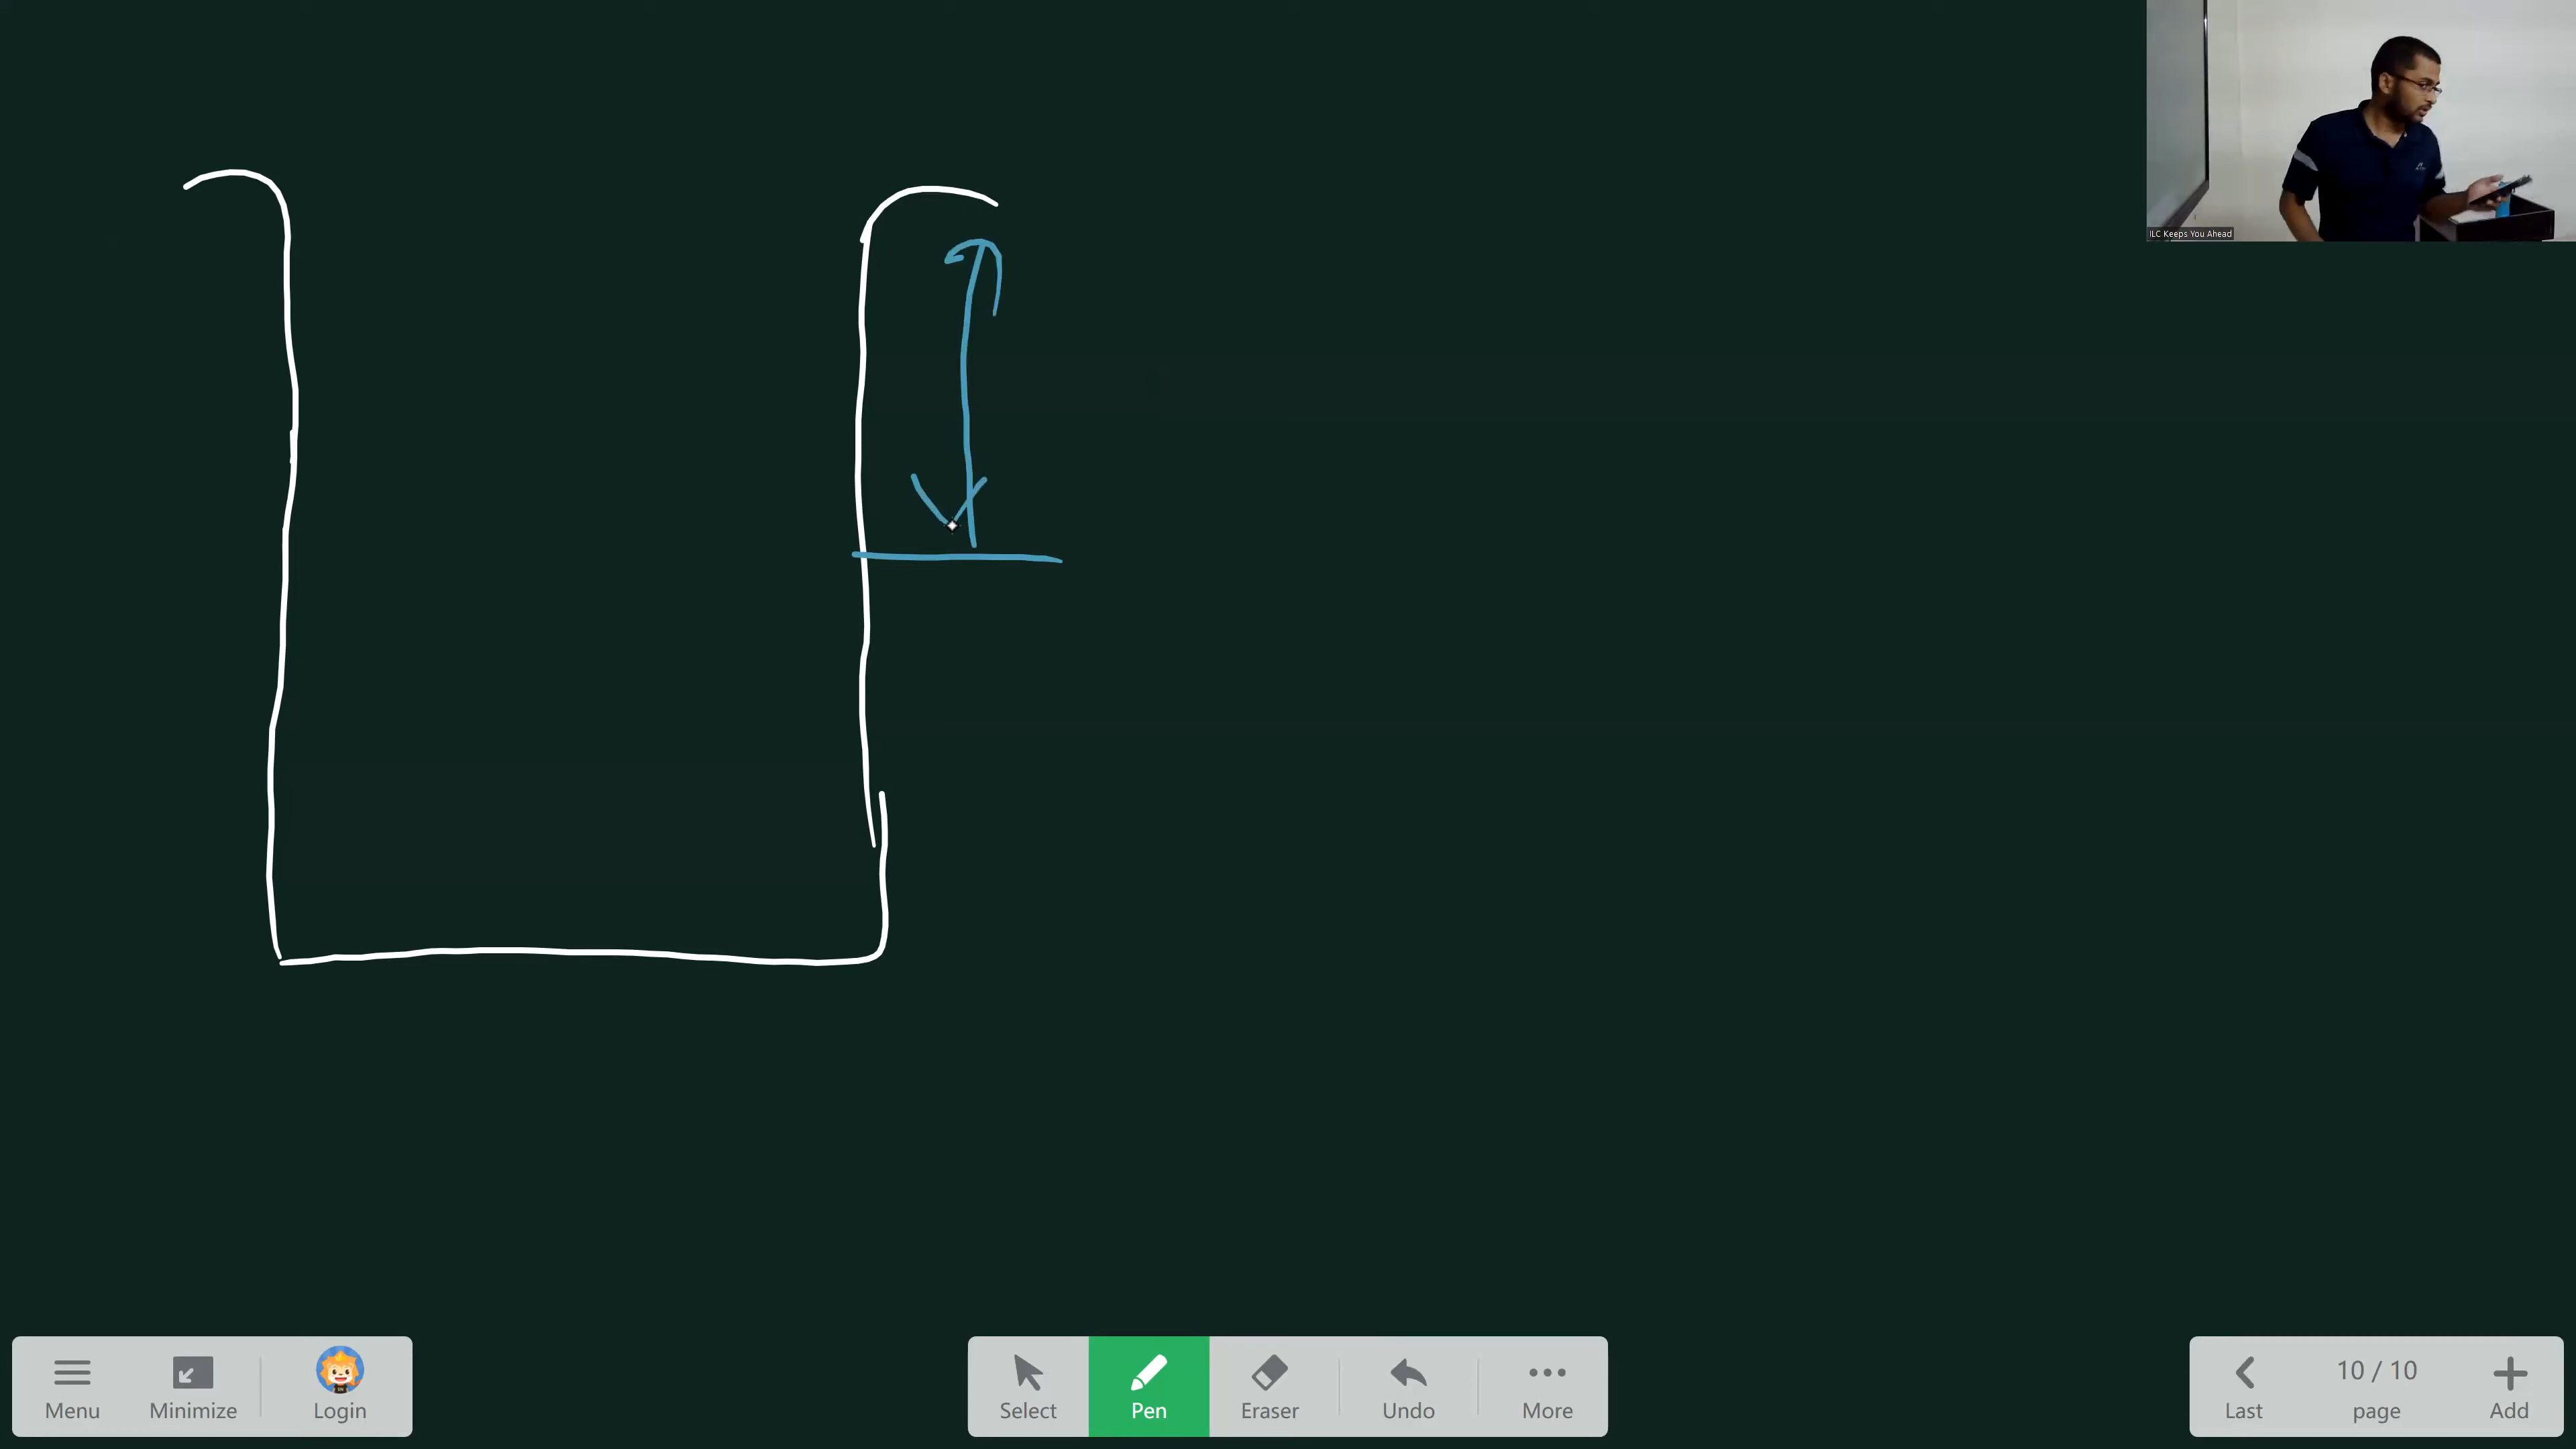 ILC Keeps You Ahead
Menu
Minimize
Login
Select
Pen
Eraser
Undo
More
Last
10 / 10
page
Add